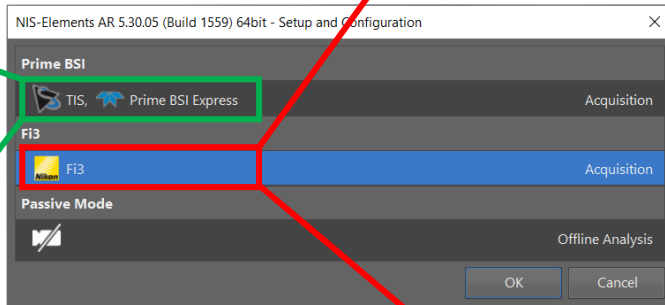 NIS-Elements AR 5.30.05 (Build 1559) 64bit - Setup and Configuration
Prime BSI
TIS, Prime BSI Express Acquisition
Fi3
Nikon Fi3 Acquisition
Passive Mode
Offline Analysis
OK Cancel